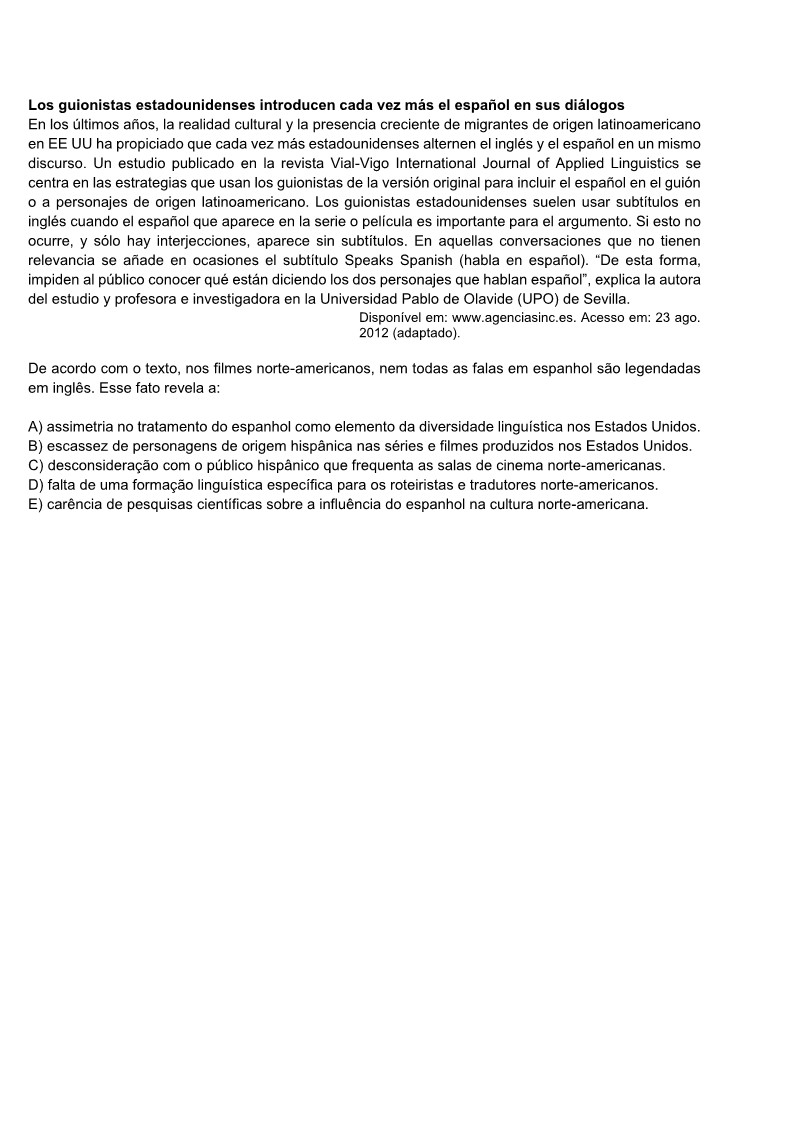 Los guionistas estadounidenses introducen cada vez más el español en sus diálogos
En los últimos años, la realidad cultural y la presencia creciente de migrantes de origen latinoamericano
en EE UU ha propiciado que cada vez más estadounidenses alternen el inglés y el español en un mismo
discurso. Un estudio publicado en la revista Vial-Vigo International Journal of Applied Linguistics se
centra en las estrategias que usan los guionistas de la versión original para incluir el español en el guión
o a personajes de origen latinoamericano. Los guionistas estadounidenses suelen usar subtítulos en
inglés cuando el español que aparece en la serie o película es importante para el argumento. Si esto no
ocurre, y sólo hay interjecciones, aparece sin subtítulos. En aquellas conversaciones que no tienen
relevancia se añade en ocasiones el subtítulo Speaks Spanish (habla en español). “De esta forma,
impiden al público conocer qué están diciendo los dos personajes que hablan español”, explica la autora
del estudio y profesora e investigadora en la Universidad Pablo de Olavide (UPO) de Sevilla.
Disponível em: www.agenciasinc.es. Acesso em: 23 ago.
2012 (adaptado).
De acordo com o texto, nos filmes norte-americanos, nem todas as falas em espanhol são legendadas
em inglês. Esse fato revela a:
A) assimetria no tratamento do espanhol como elemento da diversidade linguística nos Estados Unidos.
B) escassez de personagens de origem hispânica nas séries e filmes produzidos nos Estados Unidos.
C) desconsideração com o público hispânico que frequenta as salas de cinema norte-americanas.
D) falta de uma formação linguística específica para os roteiristas e tradutores norte-americanos.
E) carência de pesquisas científicas sobre a influência do espanhol na cultura norte-americana.